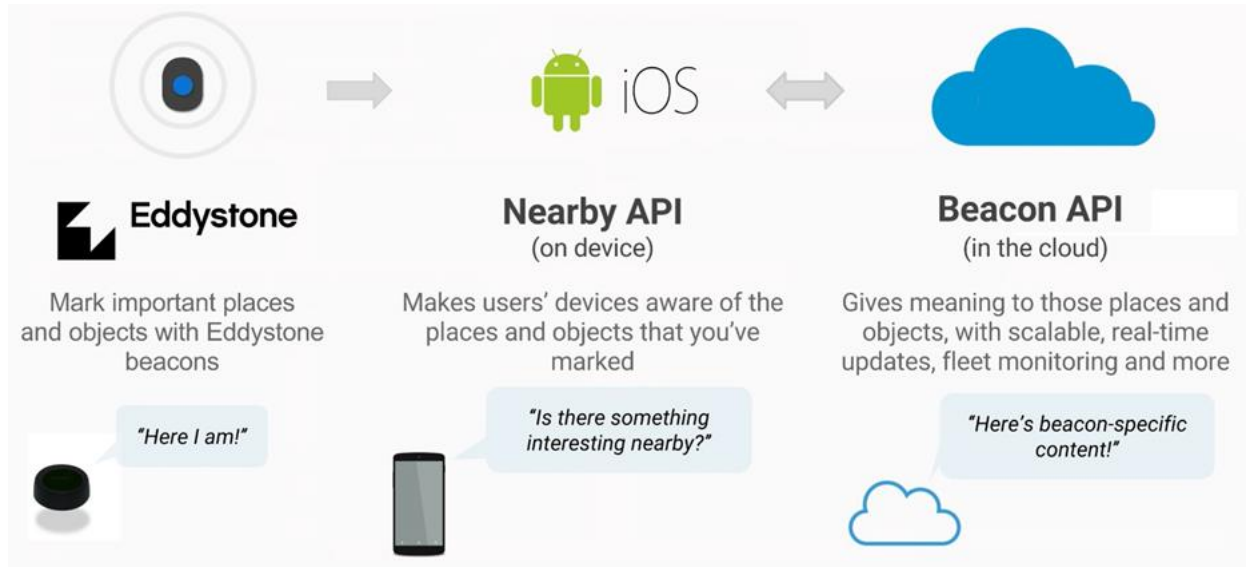 iOS
Eddystone
Mark important places
and objects with Eddystone
beacons
"Here I am!"
Nearby API
(on device)
Makes users' devices aware of the
places and objects that you've
marked
"Is there something
interesting nearby?"
Beacon API
(in the cloud)
Gives meaning to those places and
objects, with scalable, real-time
updates, fleet monitoring and more
"Here's beacon-specific
content!"